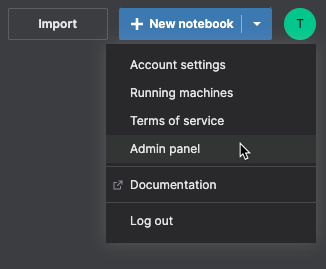 Import
New notebook
T
Account settings
Running machines
Terms of service
Admin panel
Documentation
Log out